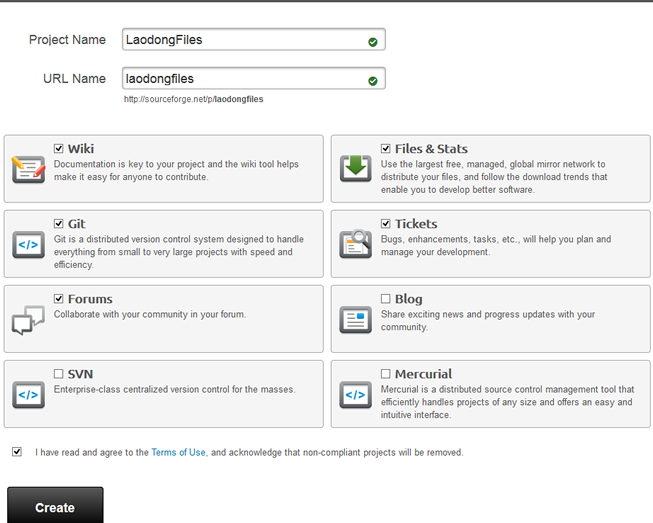 Project Name LaodongFiles
URL Name laodongfiles
http://sourceforge.net/p/laodongfiles
Wiki
Documentation is key to your project and the wiki tool helps
make it easy for anyone to contribute.
Files & Stats
Use the largest free, managed, global mirror network to
distribute your files, and follow the download trends that
enable you to develop better software.
Git
Git is a distributed version control system designed to handle
everything from small to very large projects with speed and
efficiency.
Tickets
Bugs, enhancements, tasks, etc., will help you plan and
manage your development.
Forums
Collaborate with your community in your forum.
Blog
Share exciting news and progress updates with your
community.
SVN
Enterprise-class centralized version control for the masses.
Mercurial
Mercurial is a distributed source control management tool that
efficiently handles projects of any size and offers an easy and
intuitive interface.
I have read and agree to the Terms of Use, and acknowledge that non-compliant projects will be removed.
Create